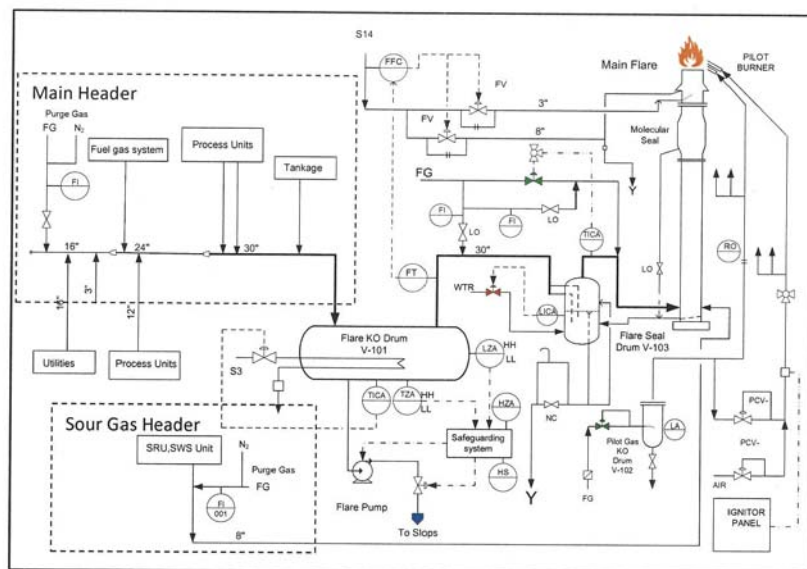 S14
FFC
FV
Main Flare
PILOT
BURNER
Main Header
Purge Gas
FG N₂
FI
Fuel gas system
Process Units
Tankage
FV
3"
8"
Molecular
Seal
FG
FI
FI
LO
LO
TICA
LO
RO
16"
24"
30"
30"
FT
WTR
LICA
16"
3"
12"
Utilities
Process Units
Flare KO Drum
V-101
LZA
HH
LL
Flare Seal
Drum V-103
S3
TICA
TZA
HH
LL
HZA
NC
Safeguarding
system
HS
Pilot Gas
KO
Drum
V-102
LA
PCV-
PCV-
AIR
FG
Y
Y
IGNITOR
PANEL
Flare Pump
To Slops
Sour Gas Header
SRU,SWS Unit
N₂
Purge Gas
FG
FI
001
8"